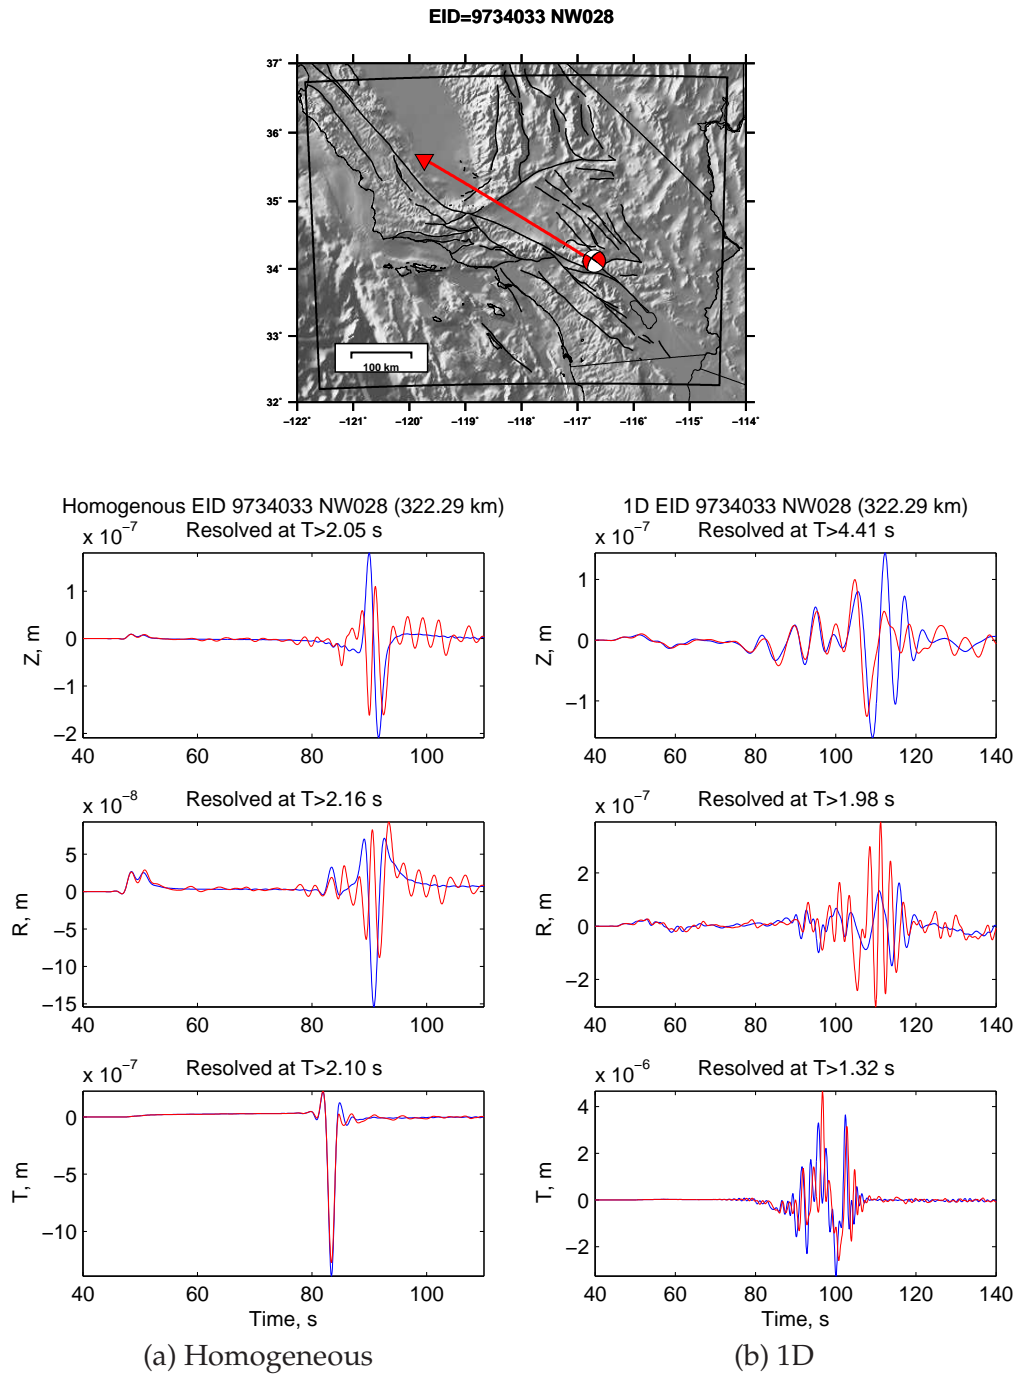 EID=9734033 NW028
37°
36°
35°
34°
33°
32°
100 km
−122° −121° −120° −119° −118° −117° −116° −115° −114°
Homogenous EID 9734033 NW028 (322.29 km)
x 10−7 Resolved at T>2.05 s
1
0
−1
−2
Z, m
40 60 80 100
x 10−8 Resolved at T>2.16 s
5
0
−5
−10
−15
R, m
40 60 80 100
x 10−7 Resolved at T>2.10 s
0
−5
−10
T, m
40 60 80 100
Time, s
(a) Homogeneous
1D EID 9734033 NW028 (322.29 km)
x 10−7 Resolved at T>4.41 s
1
0
−1
Z, m
40 60 80 100 120 140
x 10−7 Resolved at T>1.98 s
2
0
−2
R, m
40 60 80 100 120 140
x 10−6 Resolved at T>1.32 s
4
2
0
−2
T, m
40 60 80 100 120 140
Time, s
(b) 1D